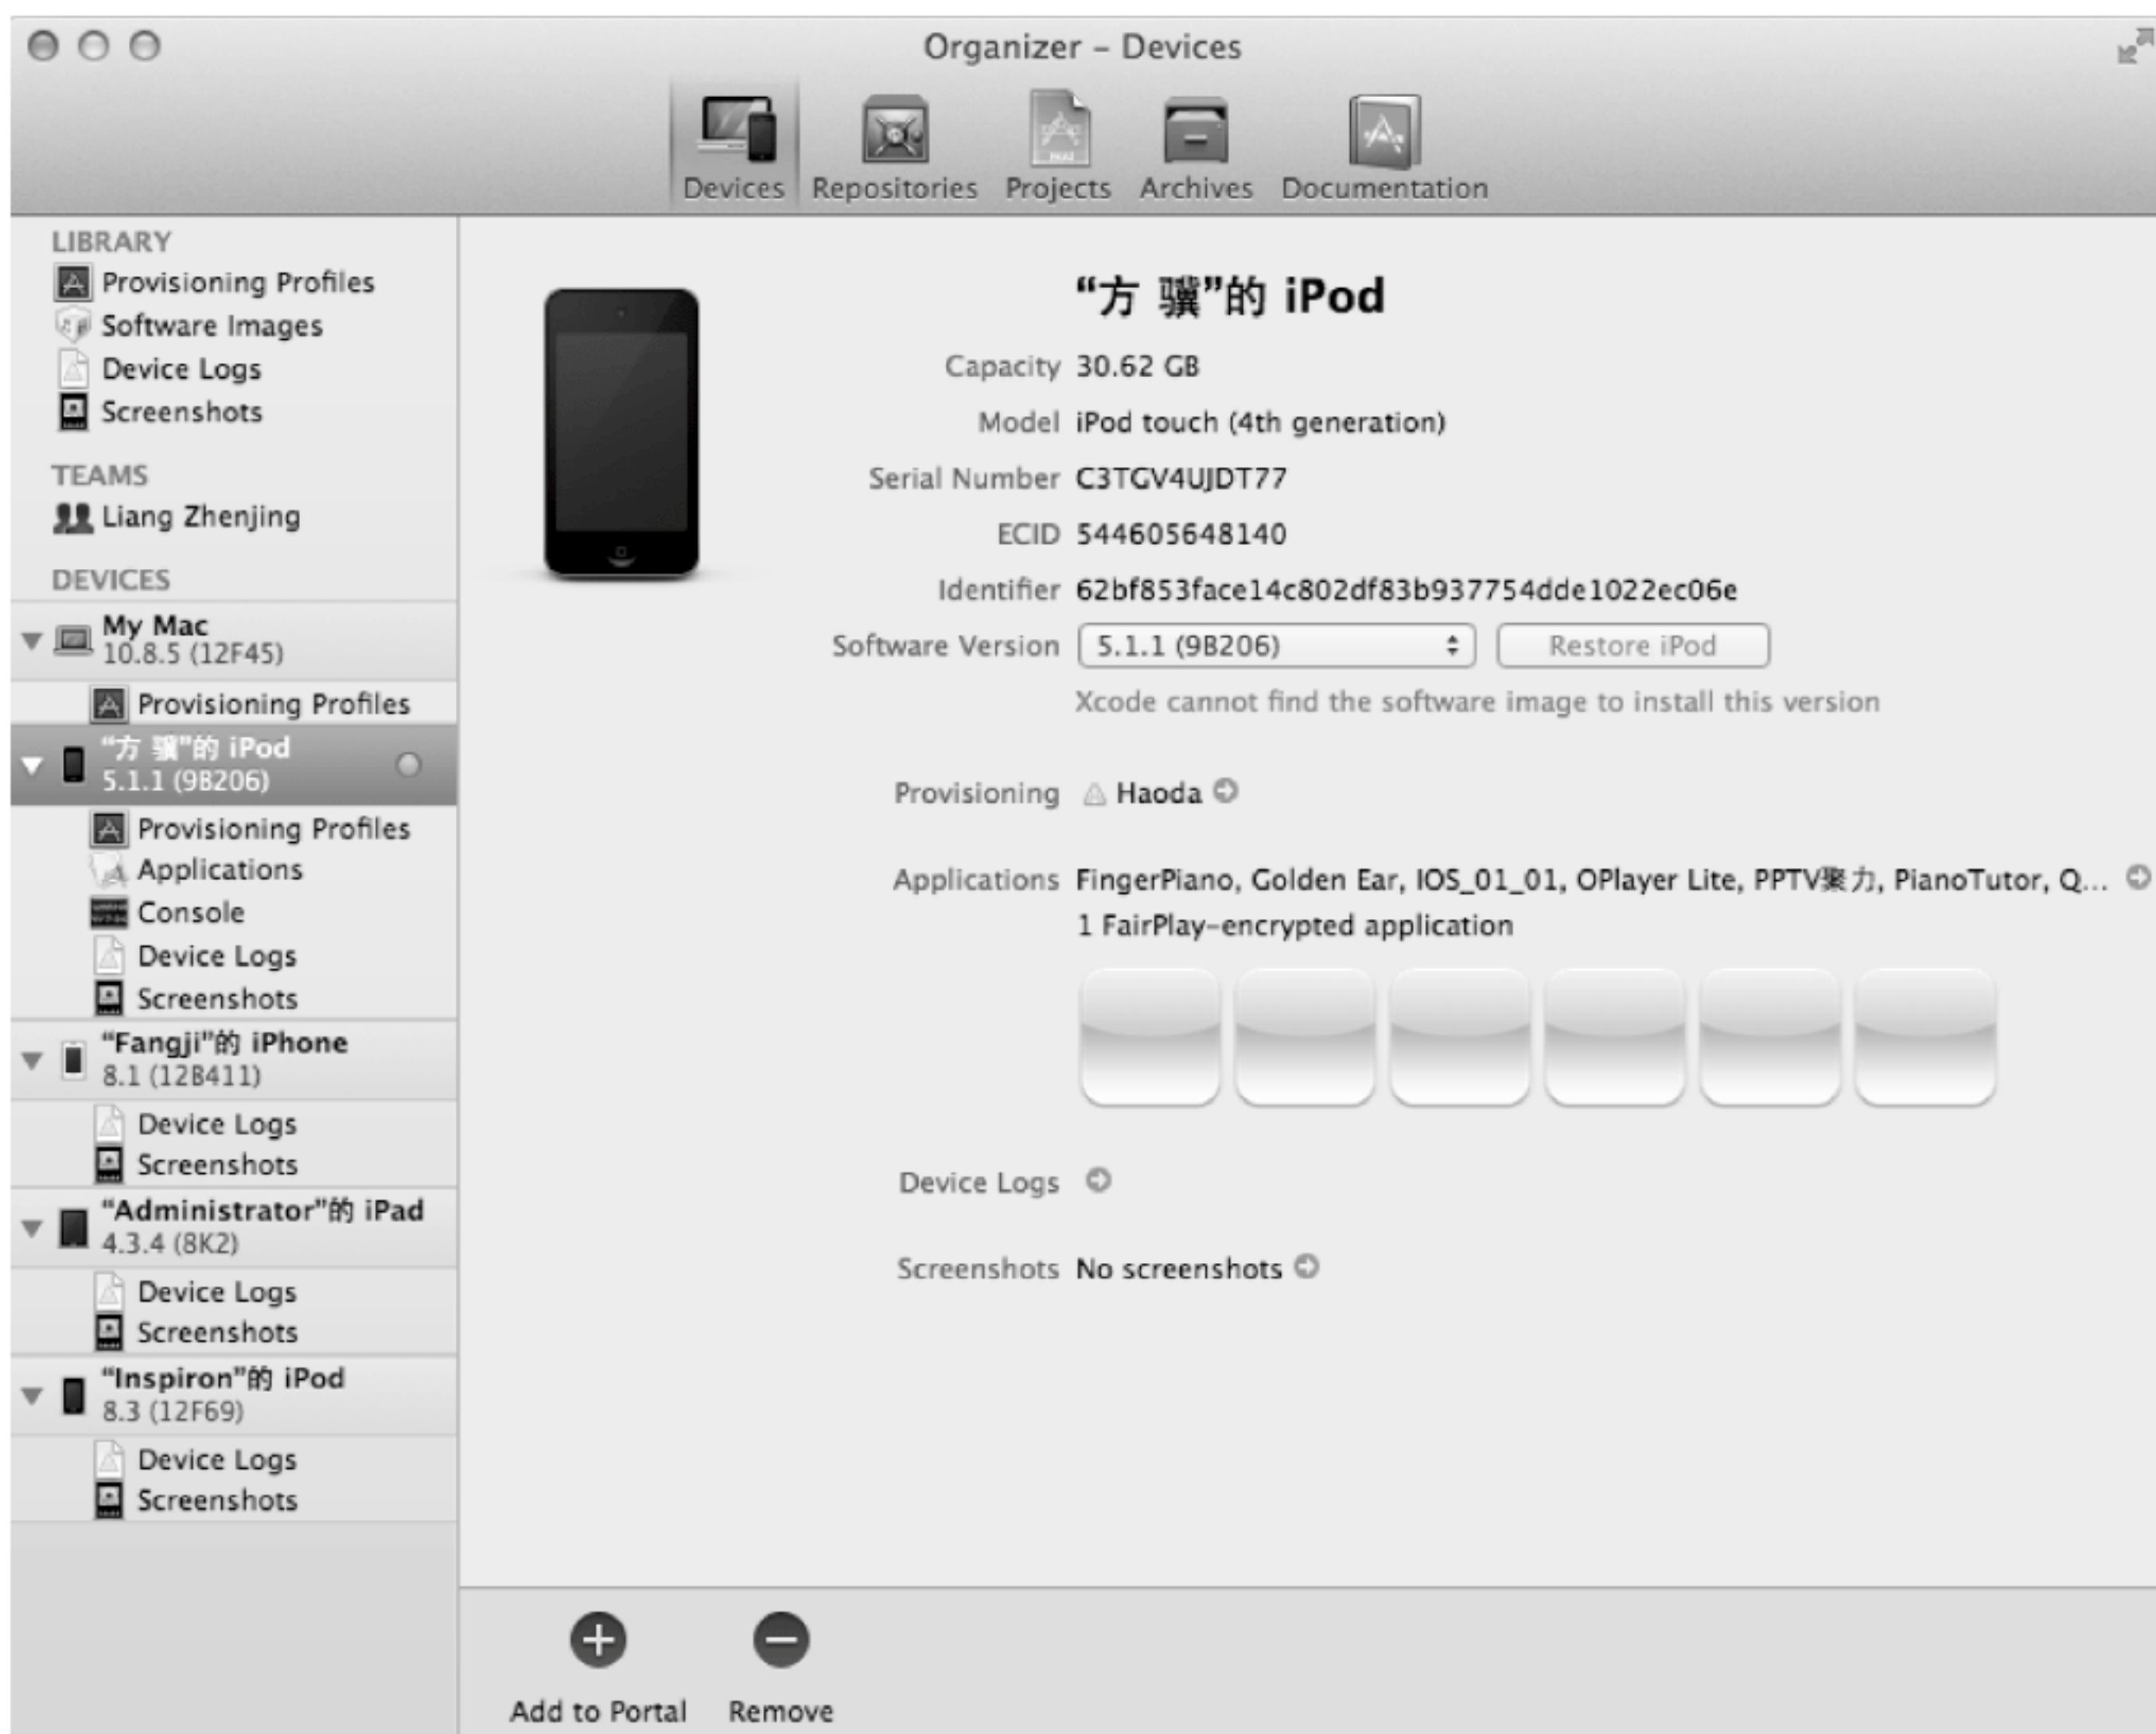 Organizer – Devices
Devices Repositories Projects Archives Documentation
LIBRARY
Provisioning Profiles
Software Images
Device Logs
Screenshots
TEAMS
Liang Zhenjing
DEVICES
My Mac
10.8.5 (12F45)
Provisioning Profiles
“方 骥”的 iPod
5.1.1 (9B206)
Provisioning Profiles
Applications
Console
Device Logs
Screenshots
“Fangji”的 iPhone
8.1 (12B411)
Device Logs
Screenshots
“Administrator”的 iPad
4.3.4 (8K2)
Device Logs
Screenshots
“Inspiron”的 iPod
8.3 (12F69)
Device Logs
Screenshots
“方 骥”的 iPod
Capacity 30.62 GB
Model iPod touch (4th generation)
Serial Number C3TGV4UJDT77
ECID 544605648140
Identifier 62bf853face14c802df83b937754dde1022ec06e
Software Version 5.1.1 (9B206) Restore iPod
Xcode cannot find the software image to install this version
Provisioning Haoda
Applications FingerPiano, Golden Ear, IOS_01_01, OPlayer Lite, PPTV聚力, PianoTutor, Q...
1 FairPlay-encrypted application
Device Logs
Screenshots No screenshots
Add to Portal Remove